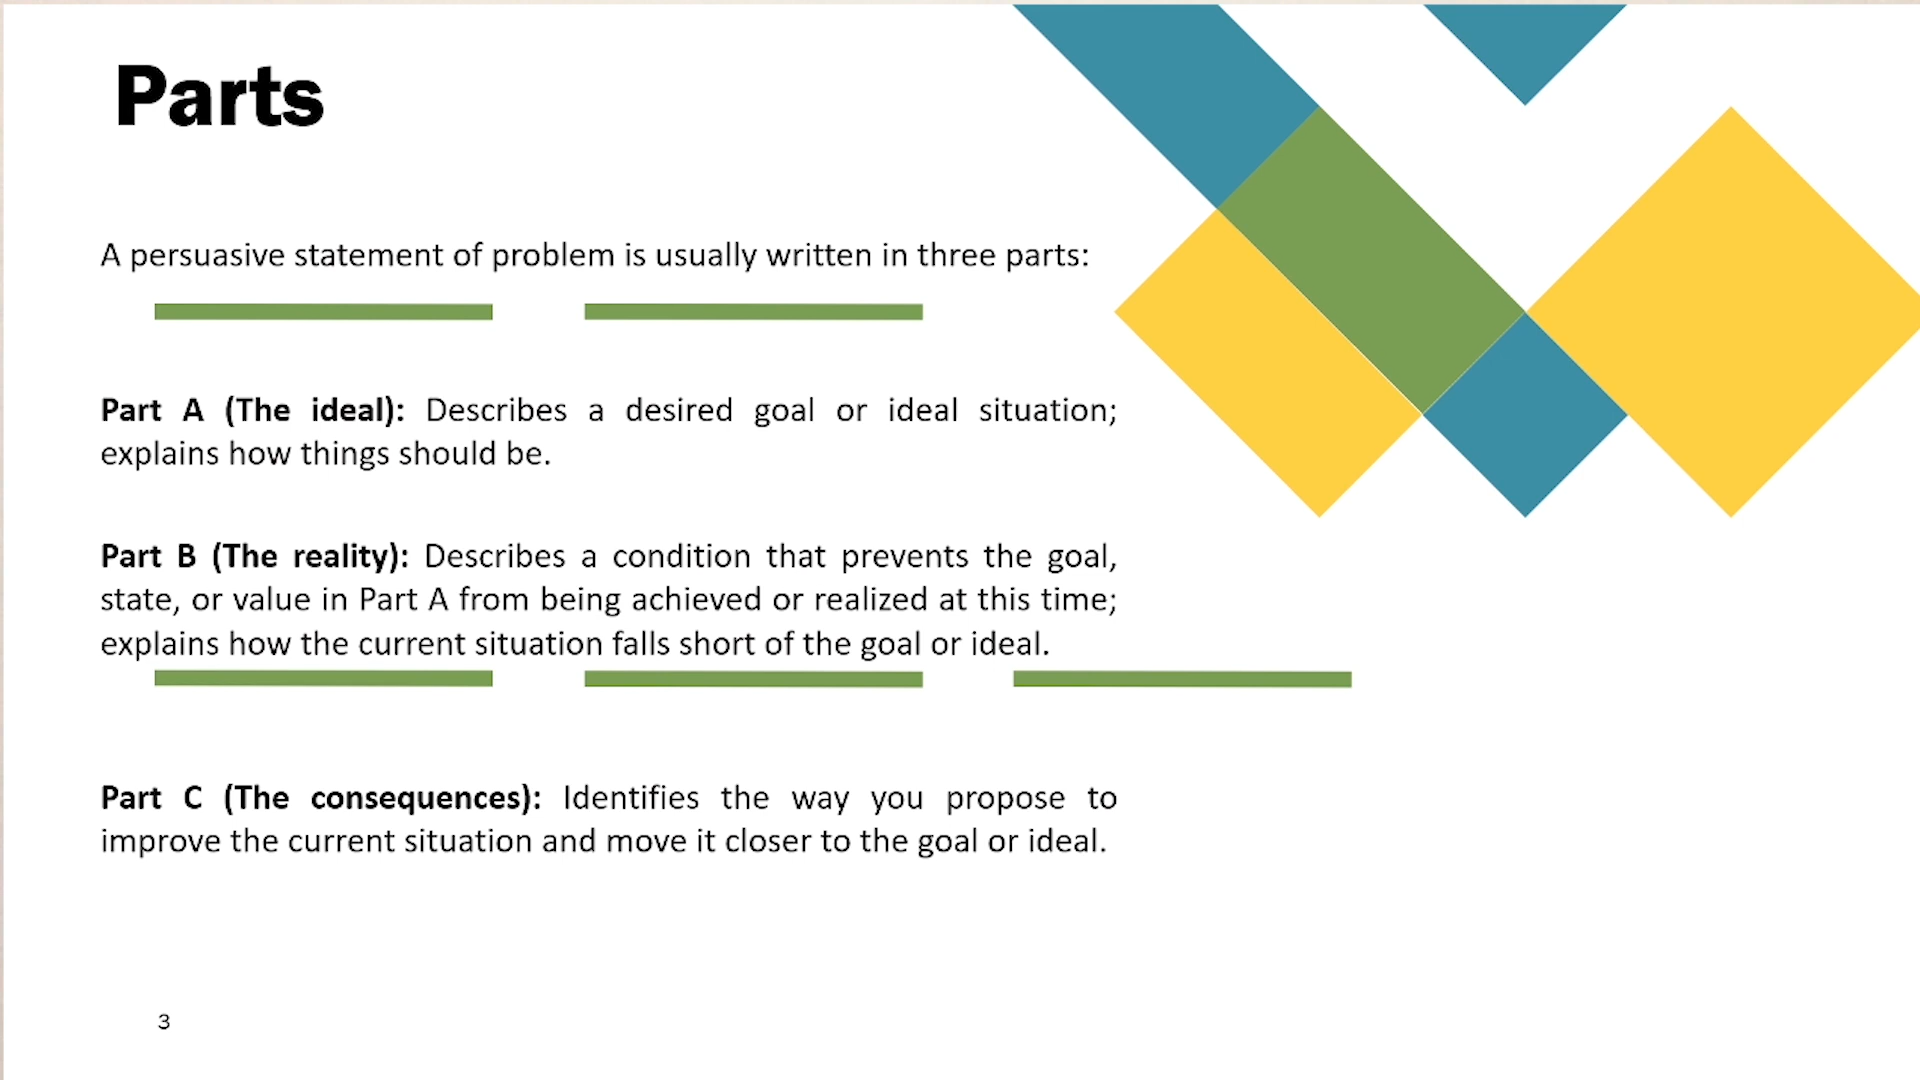 Parts
A persuasive statement of problem is usually written in three parts:
Part A (The ideal): Describes a desired goal or ideal situation;
explains how things should be.
Part B (The reality): Describes a condition that prevents the goal,
state, or value in Part A from being achieved or realized at this time;
explains how the current situation falls short of the goal or ideal.
Part C (The consequences): Identifies the way you propose to
improve the current situation and move it closer to the goal or ideal.
3